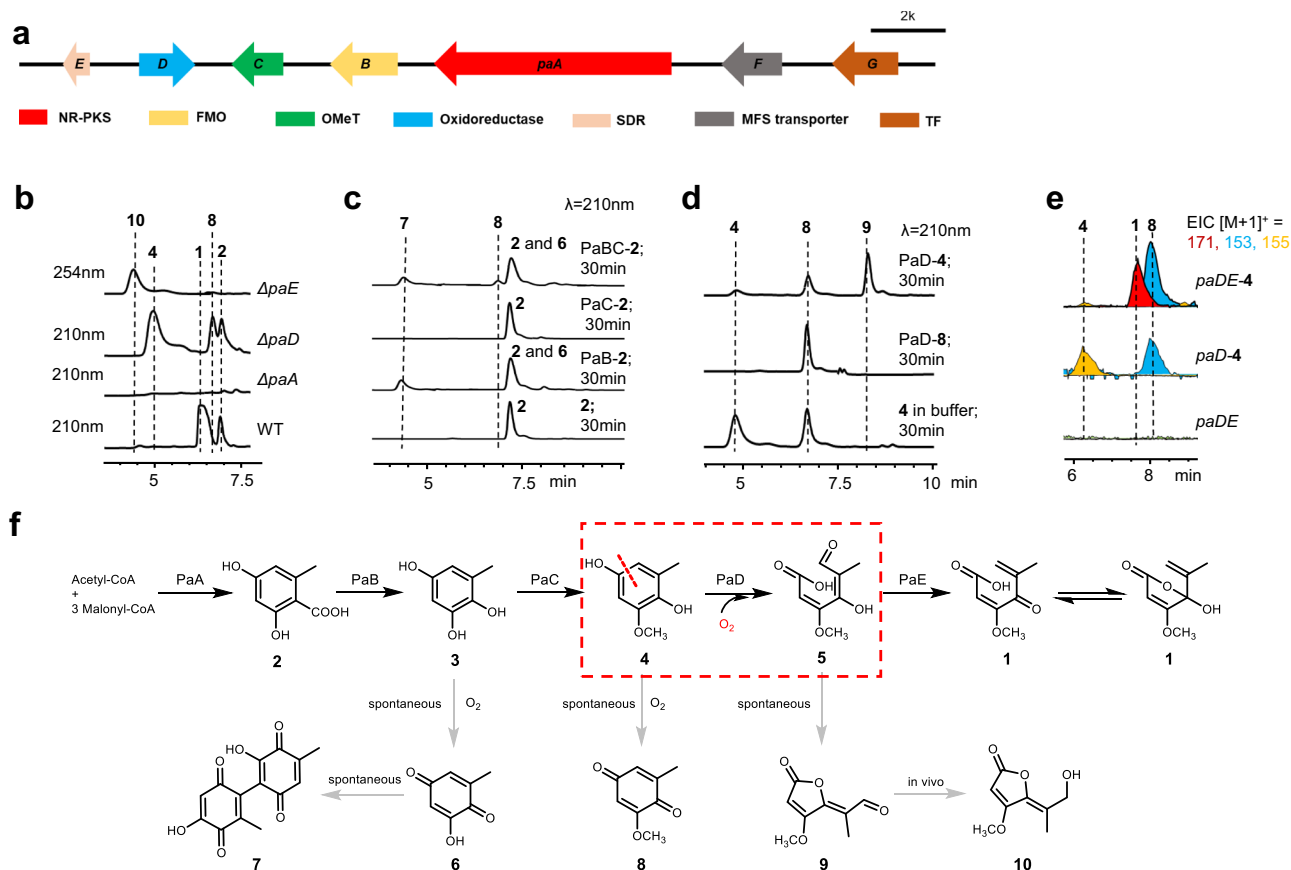 a
2k
E D C B paA F G
NR-PKS FMO OMeT Oxidoreductase SDR MFS transporter TF
b
10 4 1 8 2
254nm ΔpaE
210nm ΔpaD
210nm ΔpaA
210nm WT
5 7.5
c
λ=210nm
7 8
2 and 6 PaBC-2;
30min
2 PaC-2;
30min
2 and 6 PaB-2;
30min
2 2;
30min
5 7.5 min
d
λ=210nm
4 8 9
PaD-4;
30min
PaD-8;
30min
4 in buffer;
30min
5 7.5 10 min
e
4 1 8
EIC [M+1]⁺ =
171, 153, 155
paDE-4
paD-4
paDE
6 8 min
f
Acetyl-CoA
+
3 Malonyl-CoA
PaA
HO
COOH
OH
2
PaB
HO
OH
OH
3
PaC
HO
OH
OCH₃
4
PaD
O₂
O
O
OH
OH
OCH₃
5
PaE
O
OH
O
OCH₃
1
O
O
OH
OCH₃
1
spontaneous O₂
spontaneous O₂
spontaneous
O
HO
O
O
HO
O
7
spontaneous
O
O
OH
6
O
O
OCH₃
8
O
O
O
H₃CO
9
in vivo
O
O
OH
H₃CO
10